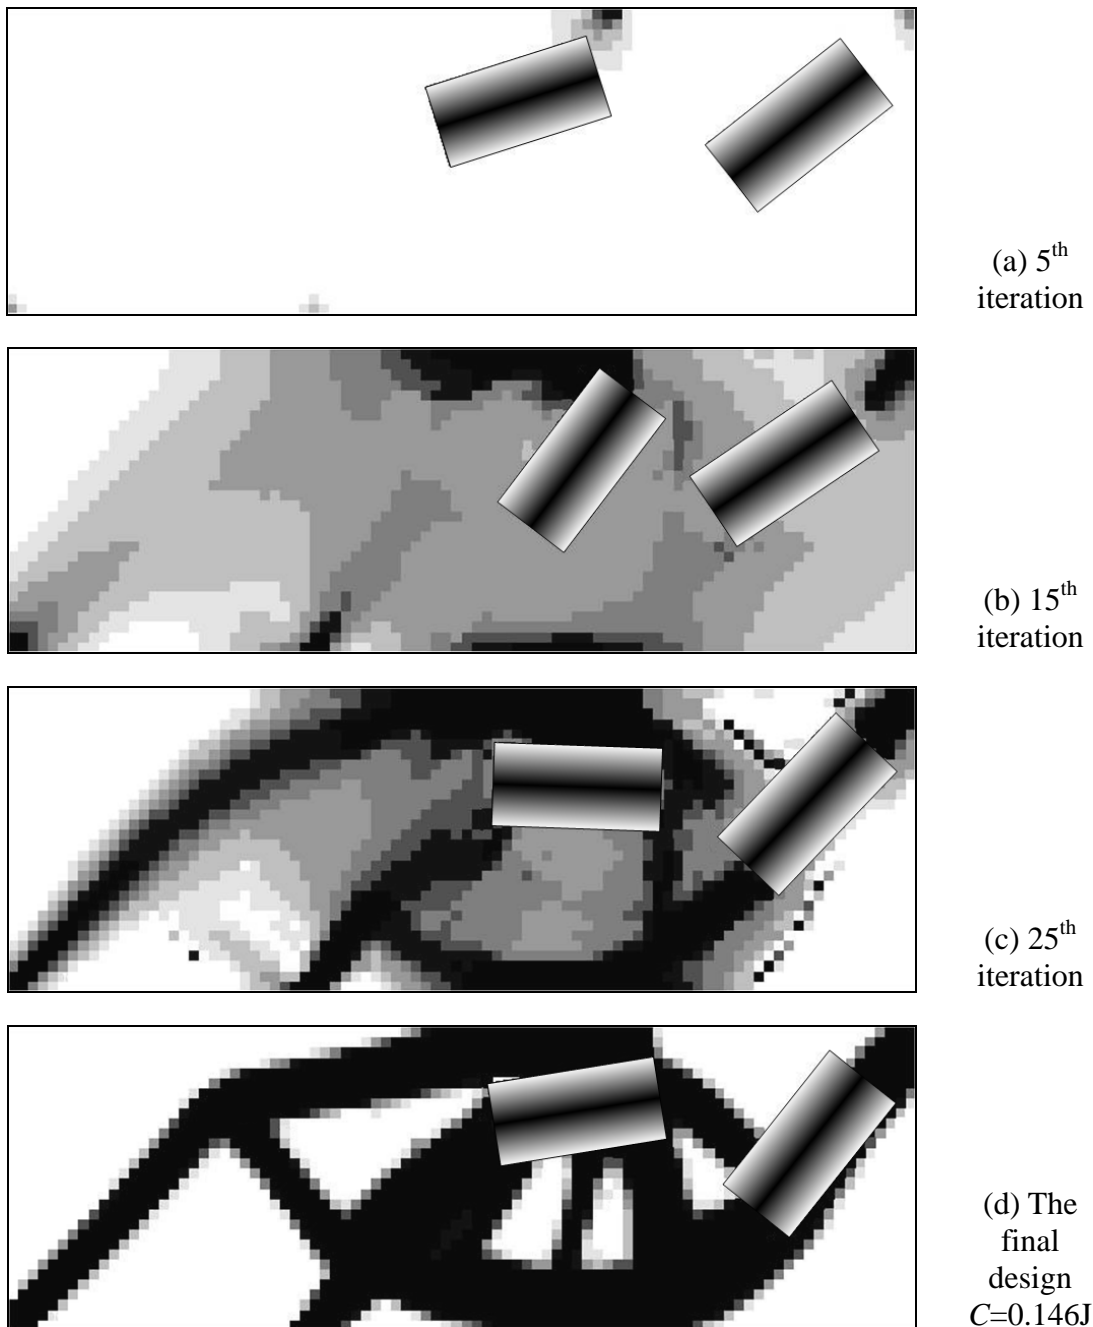 (a) 5th
iteration
(b) 15th
iteration
(c) 25th
iteration
(d) The
final
design
C=0.146J